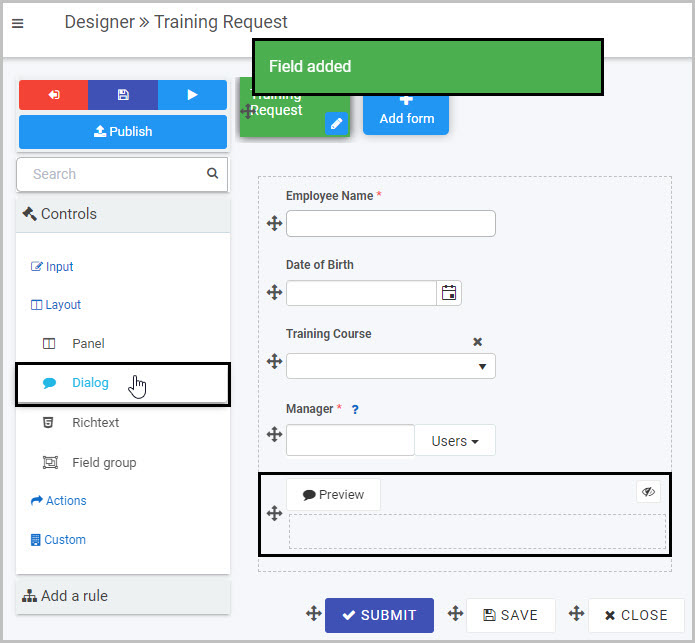 Designer » Training Request
Field added
Training
Request
Add form
Publish
Search
Controls
Input
Layout
Panel
Dialog
Richtext
Field group
Actions
Custom
Add a rule
Employee Name *
Date of Birth
Training Course
Manager * ?
Users
Preview
SUBMIT
SAVE
CLOSE